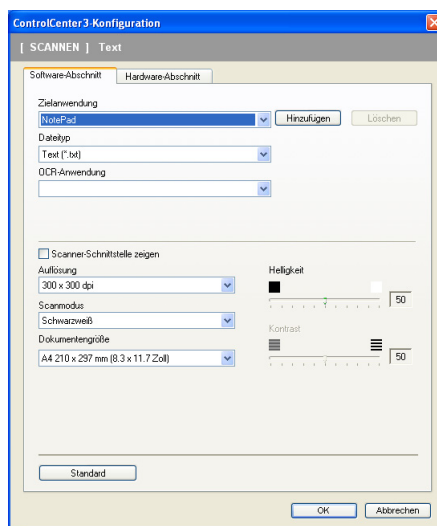 ControlCenter3-Konfiguration
[ SCANNEN ] Text
Software-Abschnitt Hardware-Abschnitt
Zielanwendung
NotePad Hinzufügen Löschen
Dateityp
Text (*.txt)
OCR-Anwendung
Scanner-Schnittstelle zeigen
Auflösung Helligkeit
300 x 300 dpi 50
Scanmodus
Schwarzweiß Kontrast
Dokumentengröße
A4 210 x 297 mm (8.3 x 11.7 Zoll) 50
Standard
OK Abbrechen